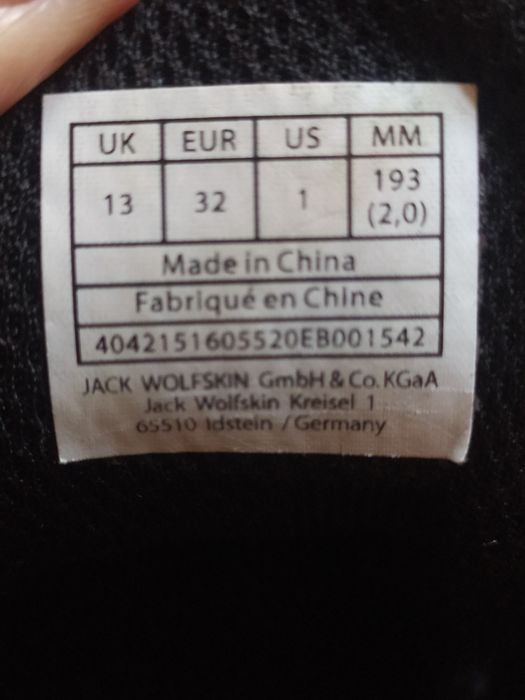 UK EUR US MM
13 32 1 193 (2,0)
Made in China
Fabriqué en Chine
4042151605520EB001542
JACK WOLFSKIN GmbH & Co. KGaA
Jack Wolfskin Kreisel 1
65510 Idstein / Germany